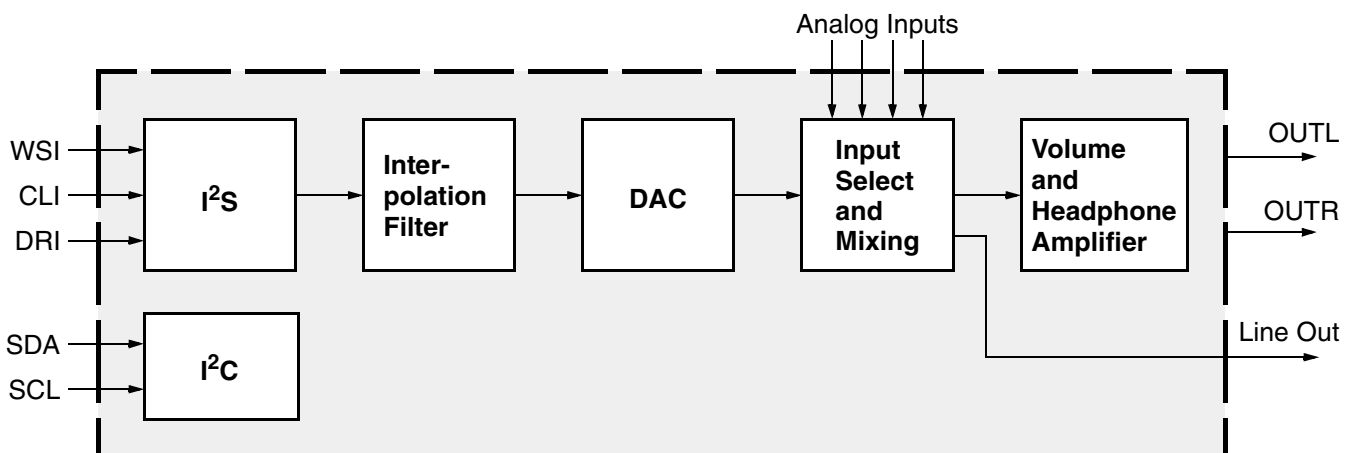 Analog Inputs
WSI
CLI
DRI
I²S
Inter-
polation
Filter
DAC
Input
Select
and
Mixing
Volume
and
Headphone
Amplifier
OUTL
OUTR
Line Out
SDA
SCL
I²C